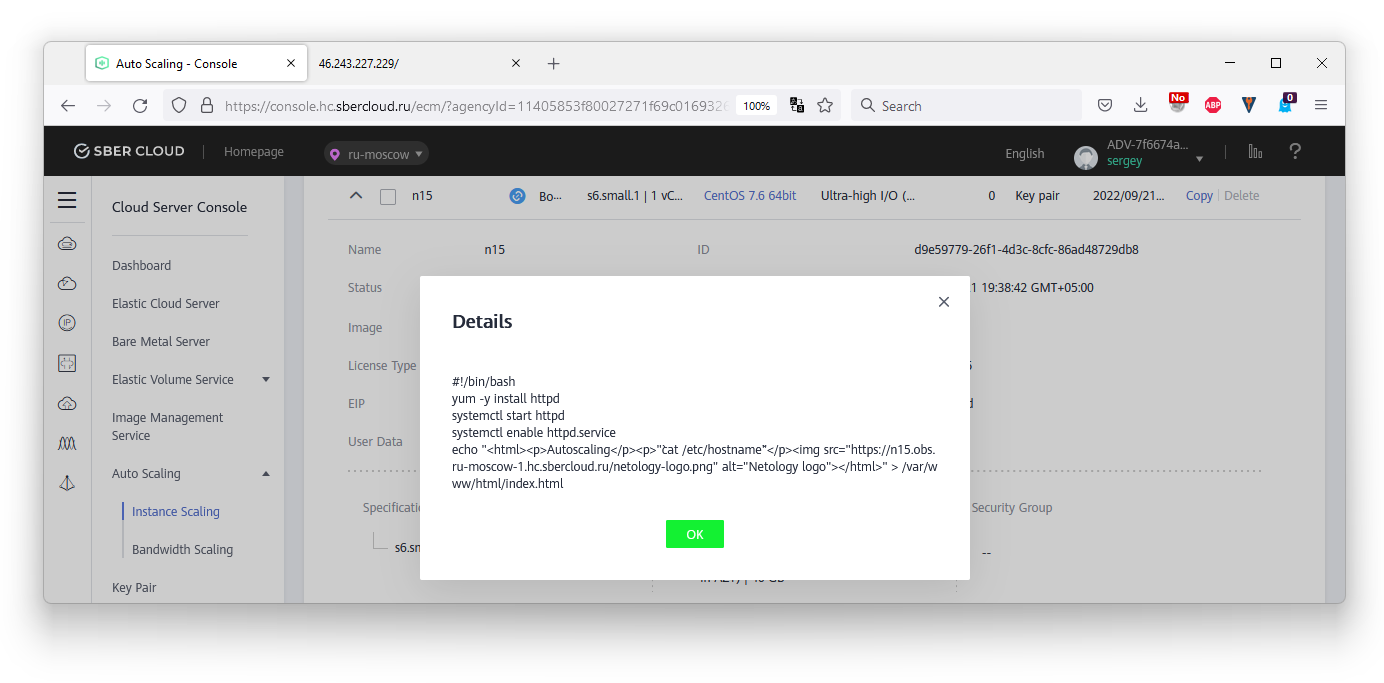 Auto Scaling - Console
46.243.227.229/
https://console.hc.sbercloud.ru/ecm/?agencyId=11405853f80027271f69c0169326
100%
Search
No
ABP
0
SBER CLOUD
Homepage
ru-moscow
English
ADV-7f6674a...
sergey
?
Cloud Server Console
Dashboard
Elastic Cloud Server
Bare Metal Server
Elastic Volume Service
Image Management
Service
Auto Scaling
Instance Scaling
Bandwidth Scaling
Key Pair
IP
n15 Bo... s6.small.1 | 1 vC... CentOS 7.6 64bit Ultra-high I/O (... 0 Key pair 2022/09/21... Copy Delete
Name n15 ID d9e59779-26f1-4d3c-8cfc-86ad48729db8
Status 1 19:38:42 GMT+05:00
Image
License Type
EIP
User Data
Details
#!/bin/bash
yum -y install httpd
systemctl start httpd
systemctl enable httpd.service
echo "<html><p>Autoscaling</p><p>"`cat /etc/hostname`"</p><img src="https://n15.obs.
ru-moscow-1.hc.sbercloud.ru/netology-logo.png" alt="Netology logo"></html>" > /var/w
ww/html/index.html
OK
Security Group
s6.sm
--